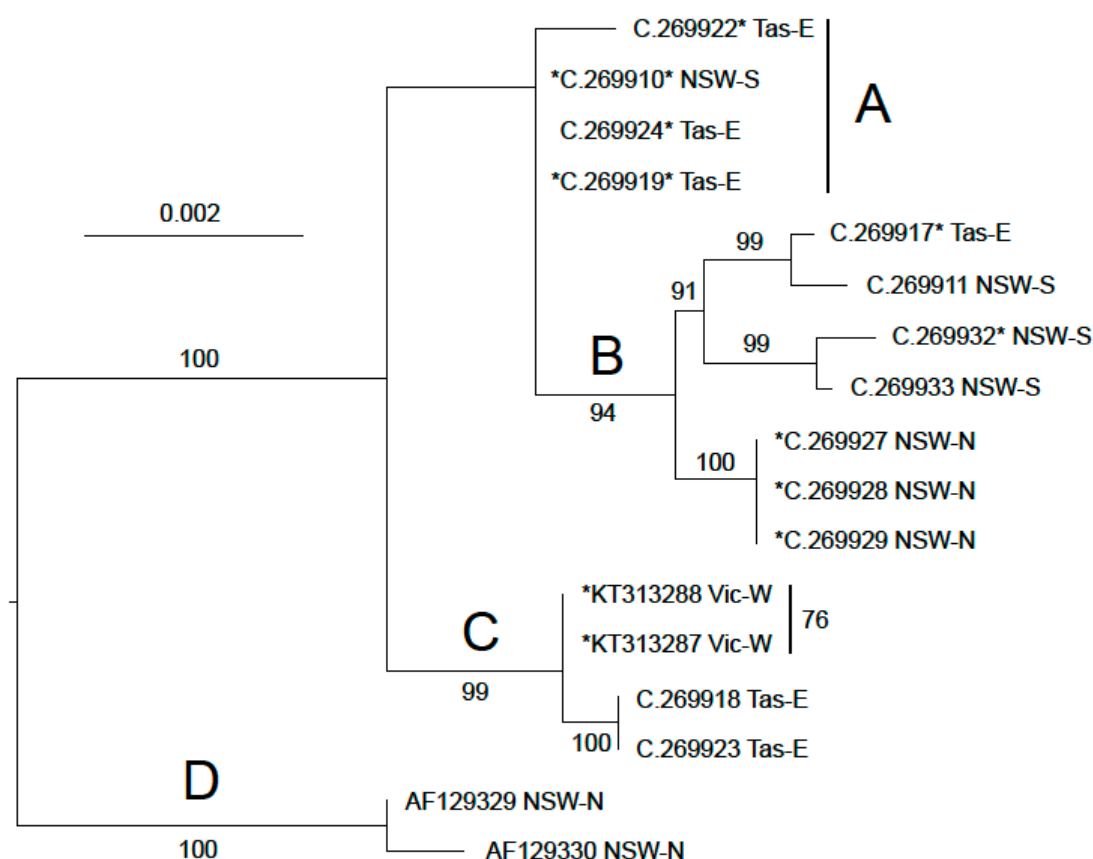 C.269922* Tas-E
*C.269910* NSW-S
A
C.269924* Tas-E
*C.269919* Tas-E
0.002
C.269917* Tas-E
99
C.269911 NSW-S
91
C.269932* NSW-S
99
B
100
C.269933 NSW-S
94
*C.269927 NSW-N
100
*C.269928 NSW-N
*C.269929 NSW-N
*KT313288 Vic-W
76
C
*KT313287 Vic-W
99
C.269918 Tas-E
100
C.269923 Tas-E
D
AF129329 NSW-N
100
AF129330 NSW-N